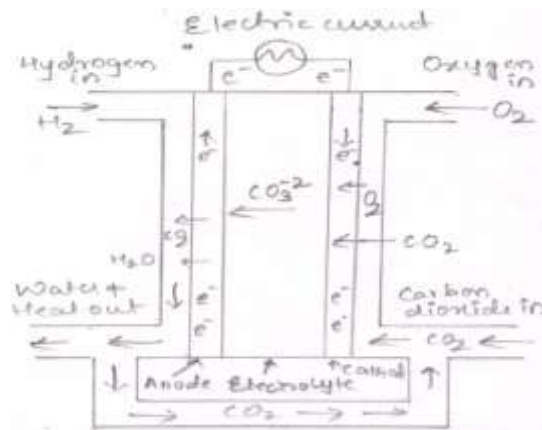 Electric current
Hydrogen in
e⁻ e⁻
Oxygen in
H₂
O₂
e⁻
e⁻
CO₃⁻²
O₂
CO₂
H₂O
Water + Heat out
e⁻
e⁻
e⁻
e⁻
Carbon dioxide in
CO₂
Anode Electrolyte Cathod
CO₂